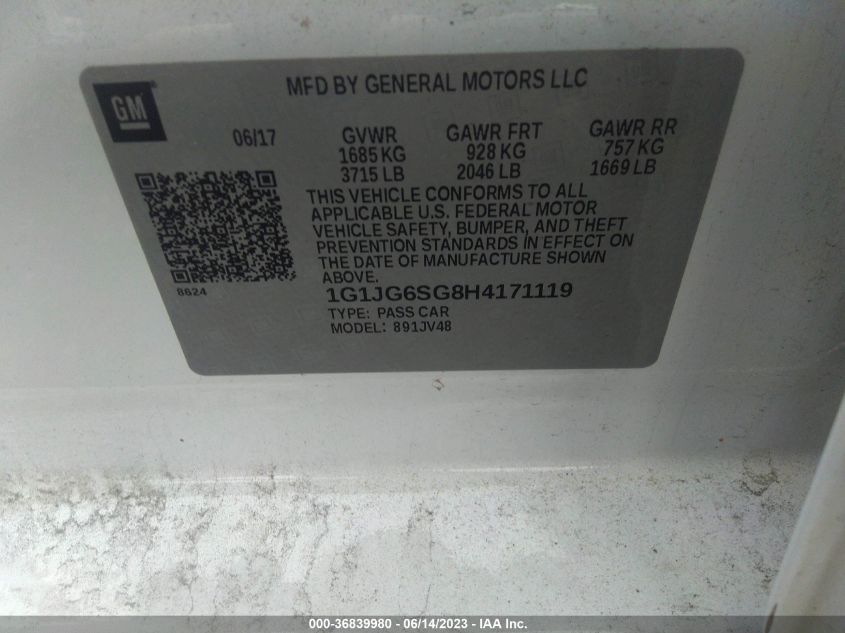 MFD BY GENERAL MOTORS LLC
GM
06/17 GVWR GAWR FRT GAWR RR
1685 KG 928 KG 757 KG
3715 LB 2046 LB 1669 LB
THIS VEHICLE CONFORMS TO ALL
APPLICABLE U.S. FEDERAL MOTOR
VEHICLE SAFETY, BUMPER, AND THEFT
PREVENTION STANDARDS IN EFFECT ON
THE DATE OF MANUFACTURE SHOWN
ABOVE.
8624
1G1JG6SG8H4171119
TYPE: PASS CAR
MODEL: 891JV48
000-36839980 - 06/14/2023 - IAA Inc.